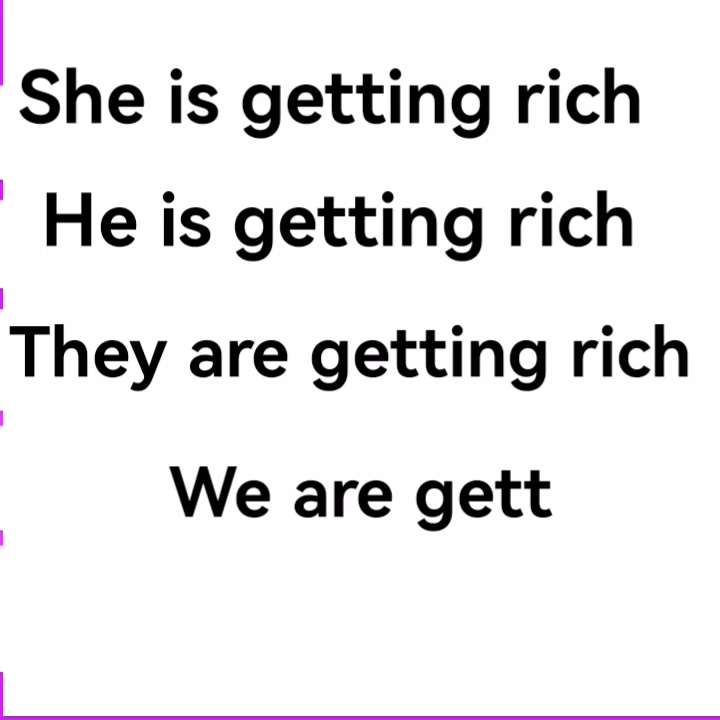 She is getting rich
He is getting rich
They are getting rich
We are gett